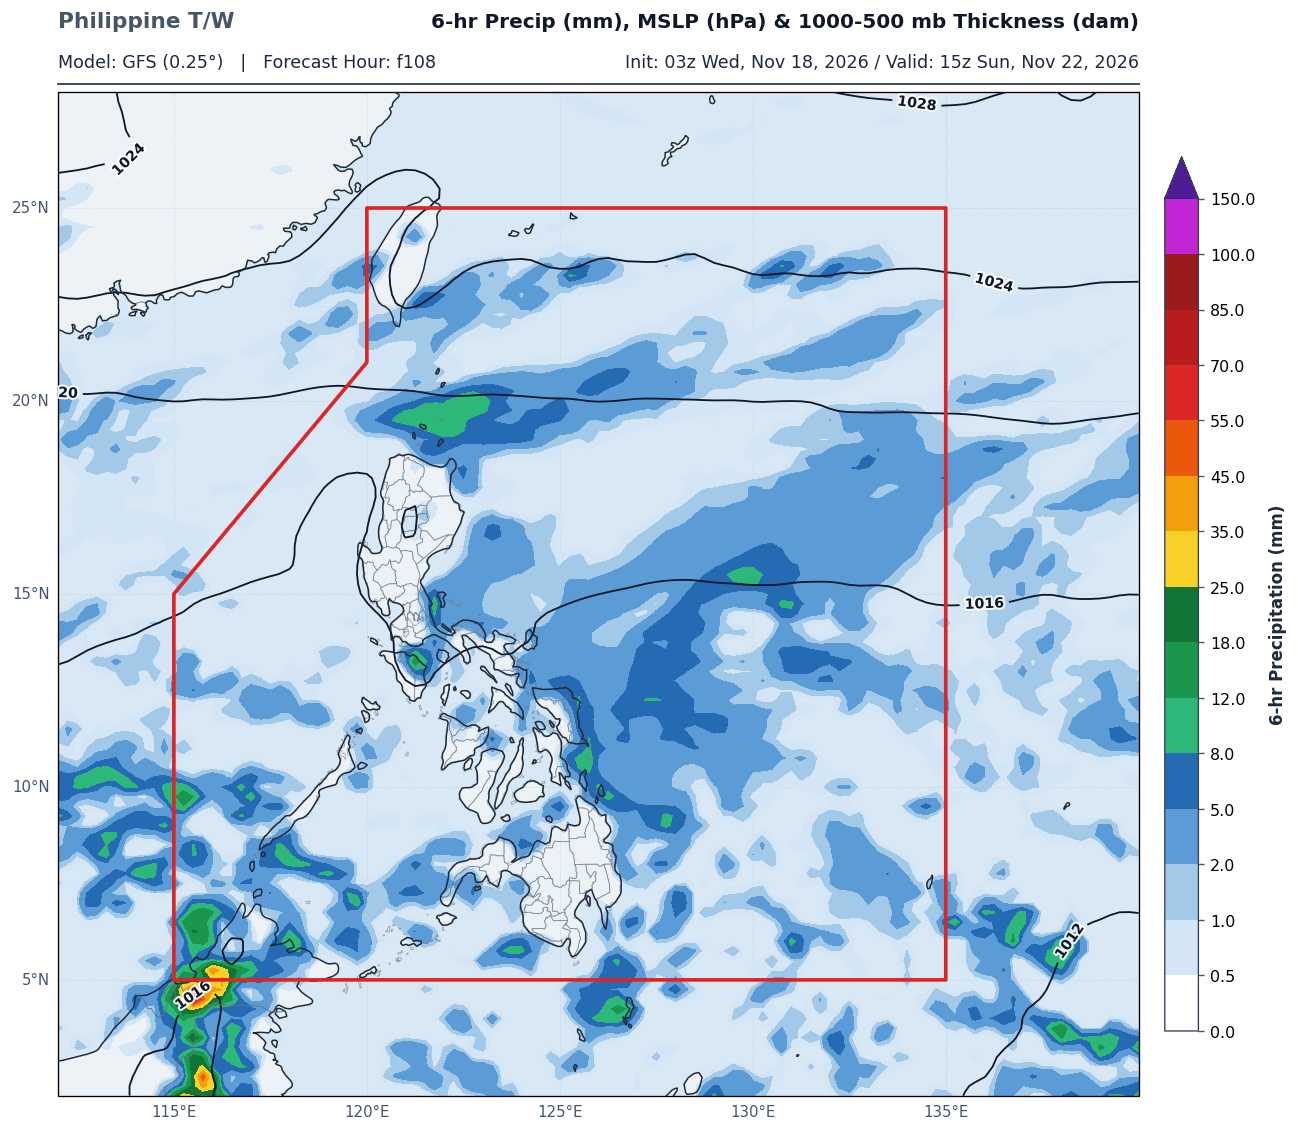 Philippine T/W
6-hr Precip (mm), MSLP (hPa) & 1000-500 mb Thickness (dam)
Model: GFS (0.25°) | Forecast Hour: f108
Init: 03z Wed, Nov 18, 2026 / Valid: 15z Sun, Nov 22, 2026
1028
1024
1024
20
1016
1012
1016
25°N
20°N
15°N
10°N
5°N
115°E
120°E
125°E
130°E
135°E
150.0
100.0
85.0
70.0
55.0
45.0
35.0
25.0
18.0
12.0
8.0
5.0
2.0
1.0
0.5
0.0
6-hr Precipitation (mm)